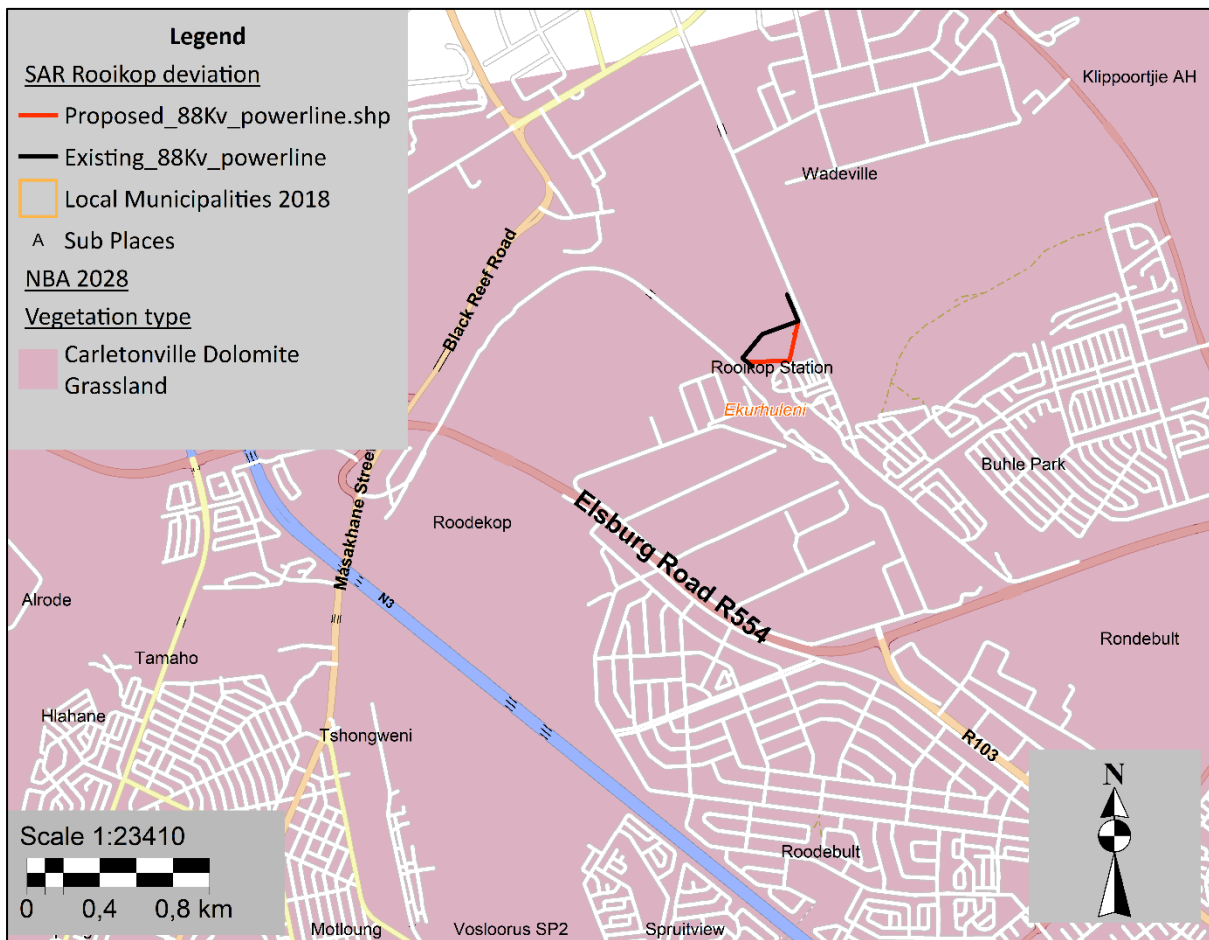 Legend
SAR Rooikop deviation
Proposed_88Kv_powerline.shp
Existing_88Kv_powerline
Local Municipalities 2018
A Sub Places
NBA 2028
Vegetation type
Carletonville Dolomite
Grassland
Klippoortjie AH
Wadeville
Black Reef Road
Rooikop Station
Ekurhuleni
Buhle Park
Masakhane Street
Roodekop
Elsburg Road R554
N3
Alrode
Tamaho
Rondebult
Hlahane
Tshongweni
R103
N
Scale 1:23410
0 0,4 0,8 km
Roodebult
Motloung
Vosloorus SP2
Spruitview